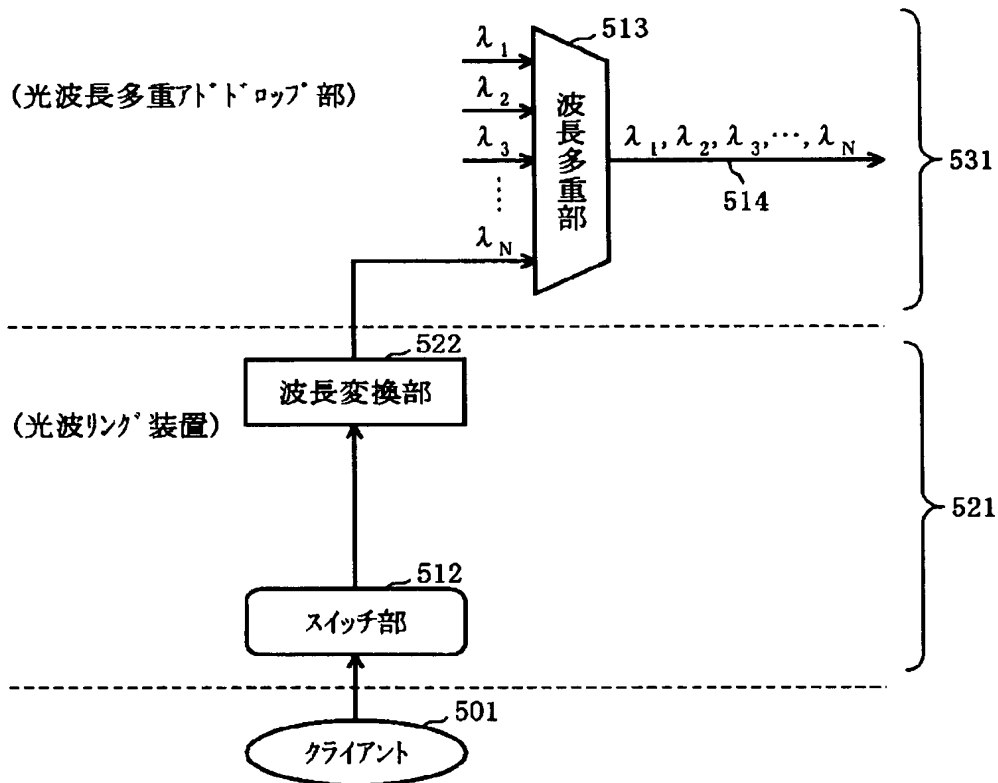 513
λ1
(光波長多重アドドロップ部)
λ2
λ3
⋮
λN
波長多重部
λ1, λ2, λ3, ⋯, λN
514
531
522
波長変換部
(光波リング装置)
521
512
スイッチ部
501
クライアント